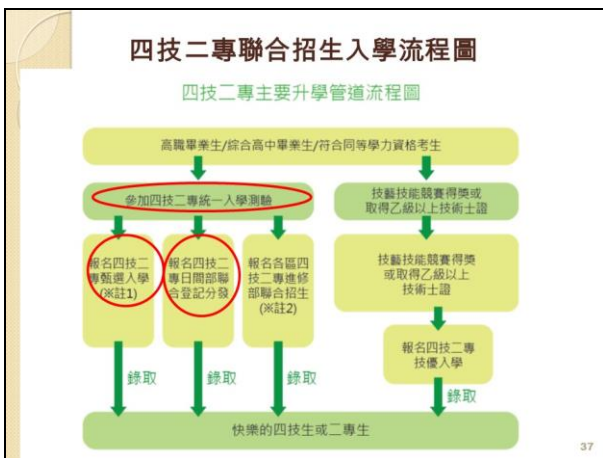 四技二專聯合招生入學流程圖
四技二專主要升學管道流程圖
高職畢業生/綜合高中畢業生/符合同等學力資格考生
參加四技二專統一入學測驗
報名四技二
專甄選入學
(※註1)
報名四技二
專日間部聯
合登記分發
報名各區四
技二專進修
部聯合招生
(※註2)
錄取
錄取
錄取
技藝技能競賽得獎或
取得乙級以上技術士證
技藝技能競賽得獎
或取得乙級以上
技術士證
報名四技二專
技優入學
錄取
快樂的四技生或二專生
37